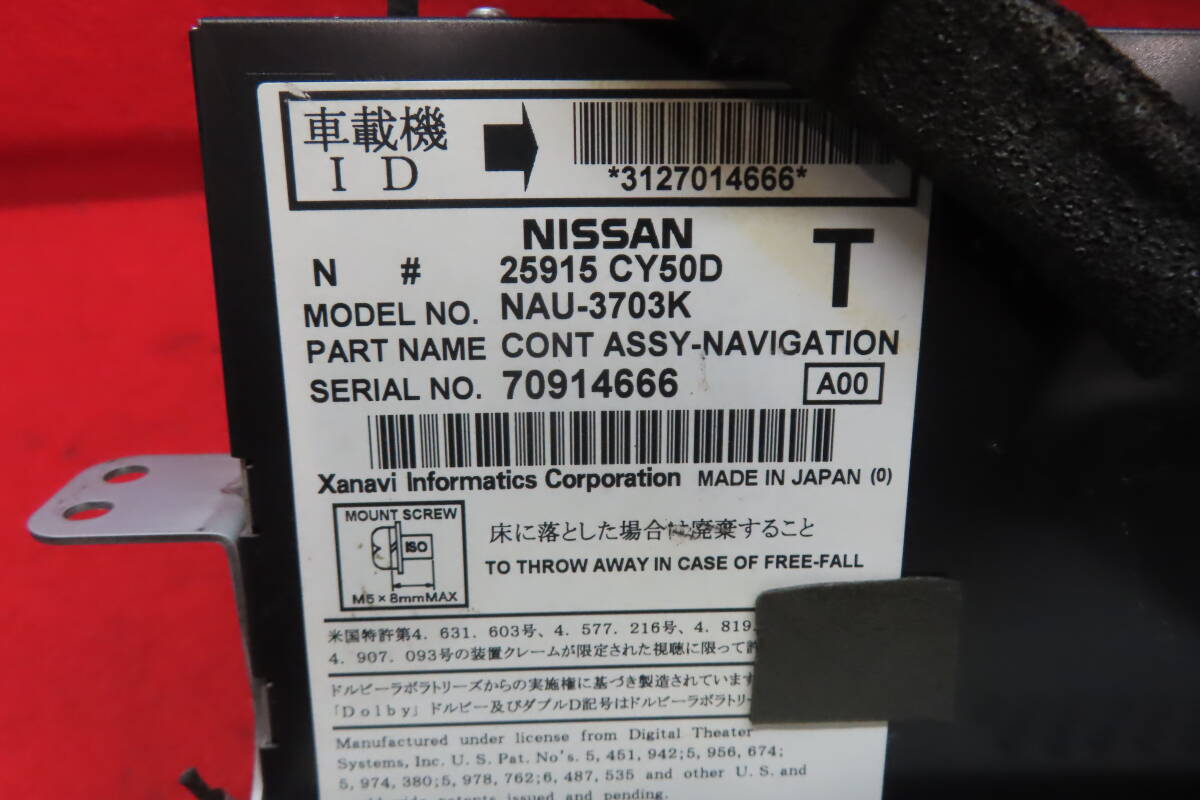 車載機
ID
*3127014666*
NISSAN
T
N # 25915 CY50D
MODEL NO. NAU-3703K
PART NAME CONT ASSY-NAVIGATION
SERIAL NO. 70914666
A00
Xanavi Informatics Corporation MADE IN JAPAN (0)
MOUNT SCREW
ISO
M5×8mmMAX
床に落とした場合は廃棄すること
TO THROW AWAY IN CASE OF FREE-FALL
米国特許第4. 631. 603号、4. 577. 216号、4. 819.
4. 907. 093号の装置クレームが限定された視聴に限って許
ドルビーラボラトリーズからの実施権に基づき製造されています
「Dolby」ドルビー及びダブルD記号はドルビーラボラトリー
Manufactured under license from Digital Theater
Systems, Inc. U. S. Pat. No's. 5, 451, 942;5, 956, 674;
5, 974, 380;5, 978, 762;6, 487, 535 and other U. S. and
patents issued and pending.